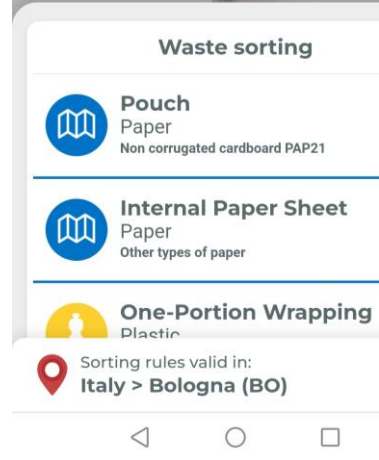 Waste sorting
Pouch
Paper
Non corrugated cardboard PAP21
Internal Paper Sheet
Paper
Other types of paper
One-Portion Wrapping
Plastic
Sorting rules valid in:
Italy > Bologna (BO)